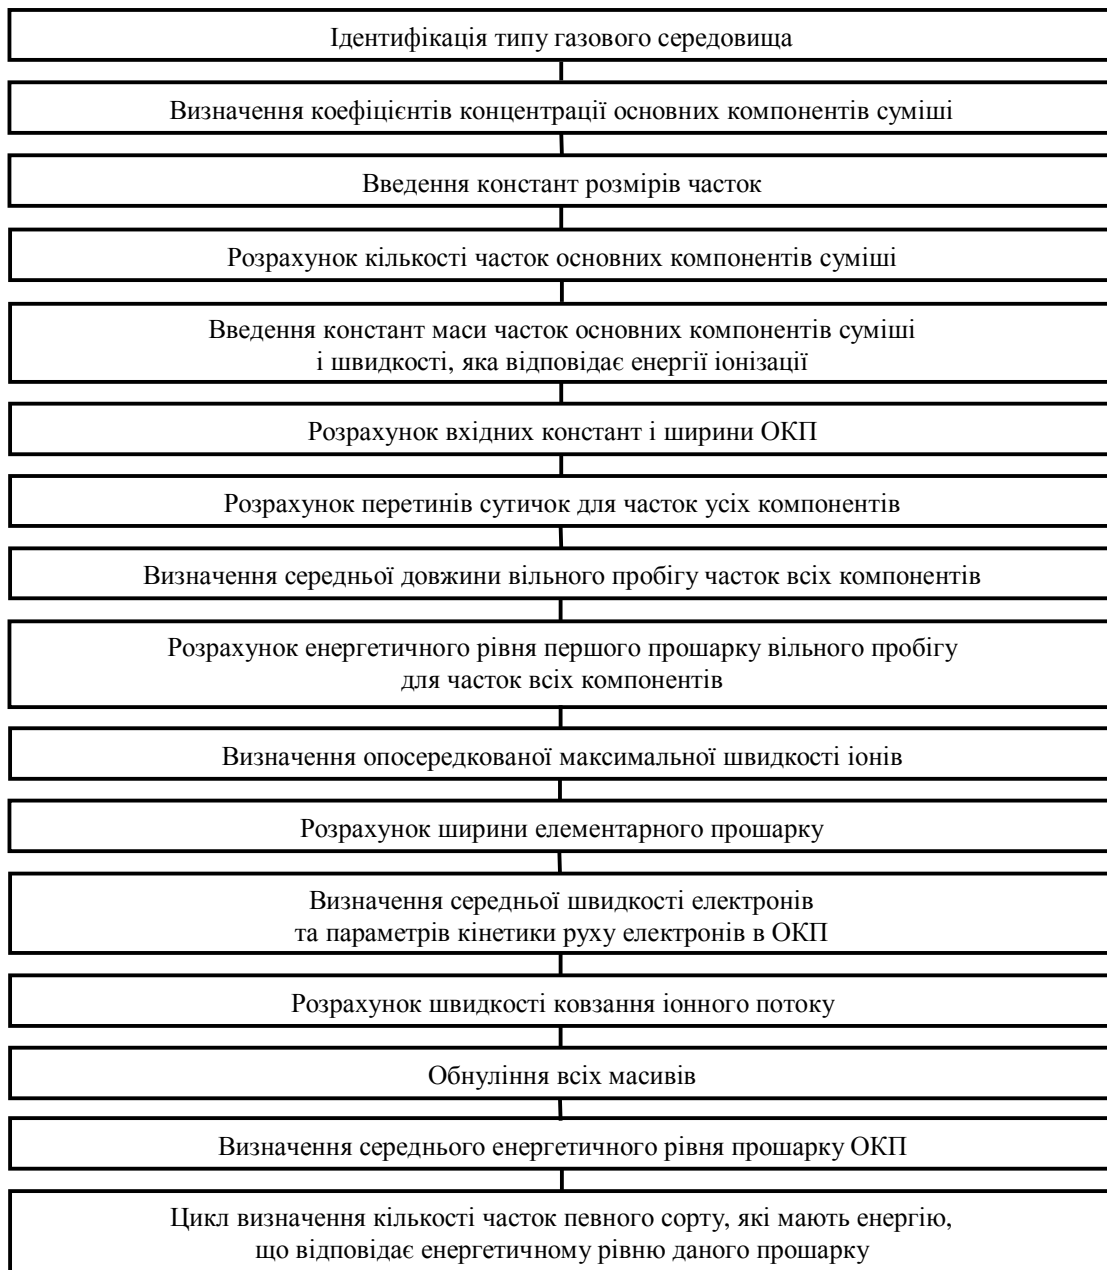 Ідентифікація типу газового середовища
Визначення коефіцієнтів концентрації основних компонентів суміші
Введення констант розмірів часток
Розрахунок кількості часток основних компонентів суміші
Введення констант маси часток основних компонентів суміші
і швидкості, яка відповідає енергії іонізації
Розрахунок вхідних констант і ширини ОКП
Розрахунок перетинів сутичок для часток усіх компонентів
Визначення середньої довжини вільного пробігу часток всіх компонентів
Розрахунок енергетичного рівня першого прошарку вільного пробігу
для часток всіх компонентів
Визначення опосередкованої максимальної швидкості іонів
Розрахунок ширини елементарного прошарку
Визначення середньої швидкості електронів
та параметрів кінетики руху електронів в ОКП
Розрахунок швидкості ковзання іонного потоку
Обнуління всіх масивів
Визначення середнього енергетичного рівня прошарку ОКП
Цикл визначення кількості часток певного сорту, які мають енергію,
що відповідає енергетичному рівню даного прошарку